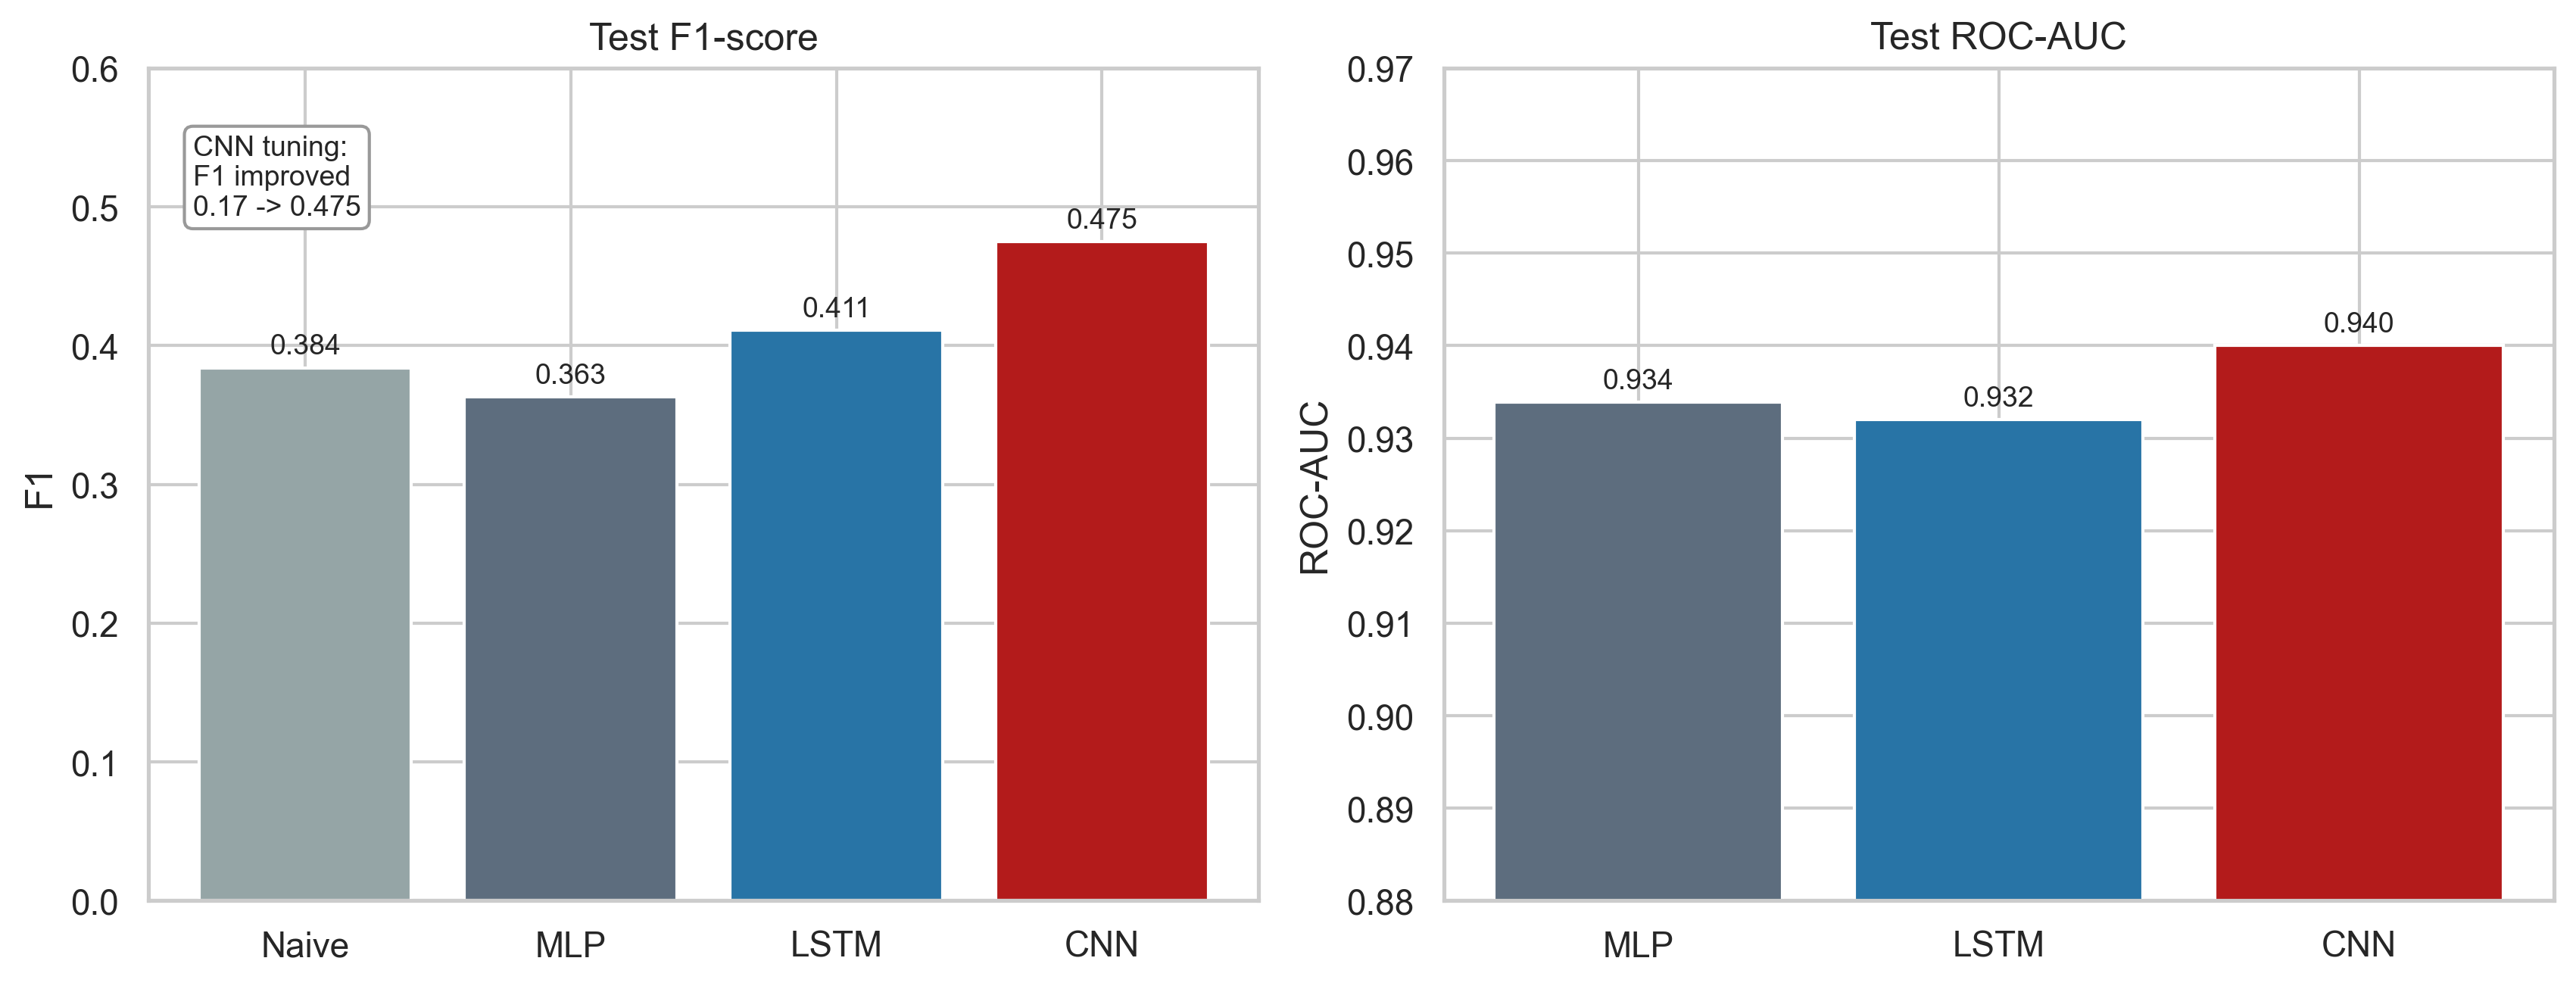 Test F1-score
F1
0.6
0.5
0.4
0.3
0.2
0.1
0.0
CNN tuning:
F1 improved
0.17 -> 0.475
0.384
0.363
0.411
0.475
Naive
MLP
LSTM
CNN
Test ROC-AUC
ROC-AUC
0.97
0.96
0.95
0.94
0.93
0.92
0.91
0.90
0.89
0.88
0.934
0.932
0.940
MLP
LSTM
CNN